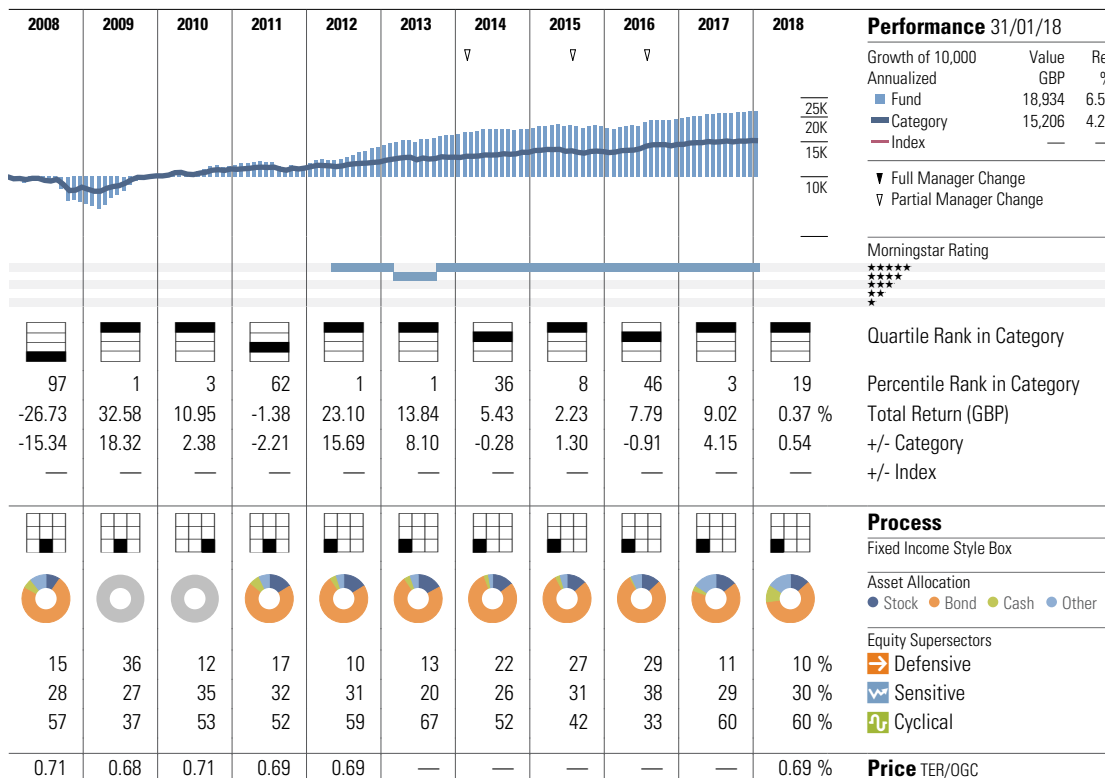 2008 2009 2010 2011 2012 2013 2014 2015 2016 2017 2018 Performance 31/01/18
Growth of 10,000 Value Re
Annualized GBP %
Fund 18,934 6.5
Category 15,206 4.2
Index — —
25K
20K
15K
10K
▼ Full Manager Change
▽ Partial Manager Change
Morningstar Rating
★★★★★
★★★★
★★★
★★
★
Quartile Rank in Category
97 1 3 62 1 1 36 8 46 3 19 Percentile Rank in Category
-26.73 32.58 10.95 -1.38 23.10 13.84 5.43 2.23 7.79 9.02 0.37 % Total Return (GBP)
-15.34 18.32 2.38 -2.21 15.69 8.10 -0.28 1.30 -0.91 4.15 0.54 +/- Category
— — — — — — — — — — — +/- Index
Process
Fixed Income Style Box
Asset Allocation
Stock Bond Cash Other
Equity Supersectors
15 36 12 17 10 13 22 27 29 11 10 % Defensive
28 27 35 32 31 20 26 31 38 29 30 % Sensitive
57 37 53 52 59 67 52 42 33 60 60 % Cyclical
0.71 0.68 0.71 0.69 0.69 — — — — — 0.69 % Price TER/OGC